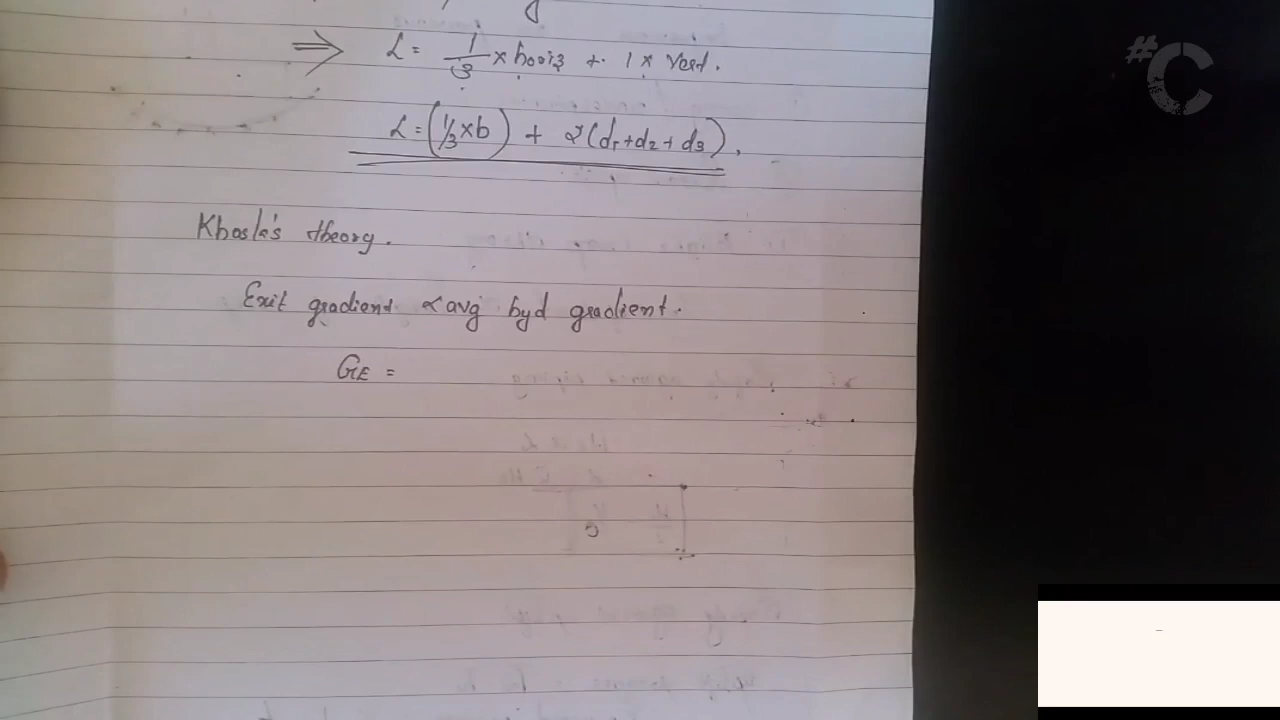 ⇒ L = 1/3 × horiz + 1 × vert.
L = (1/3 × b) + 2(d₁+d₂+d₃).
Khosla's theory.
Exit gradient α avg hyd gradient.
GE =
#C